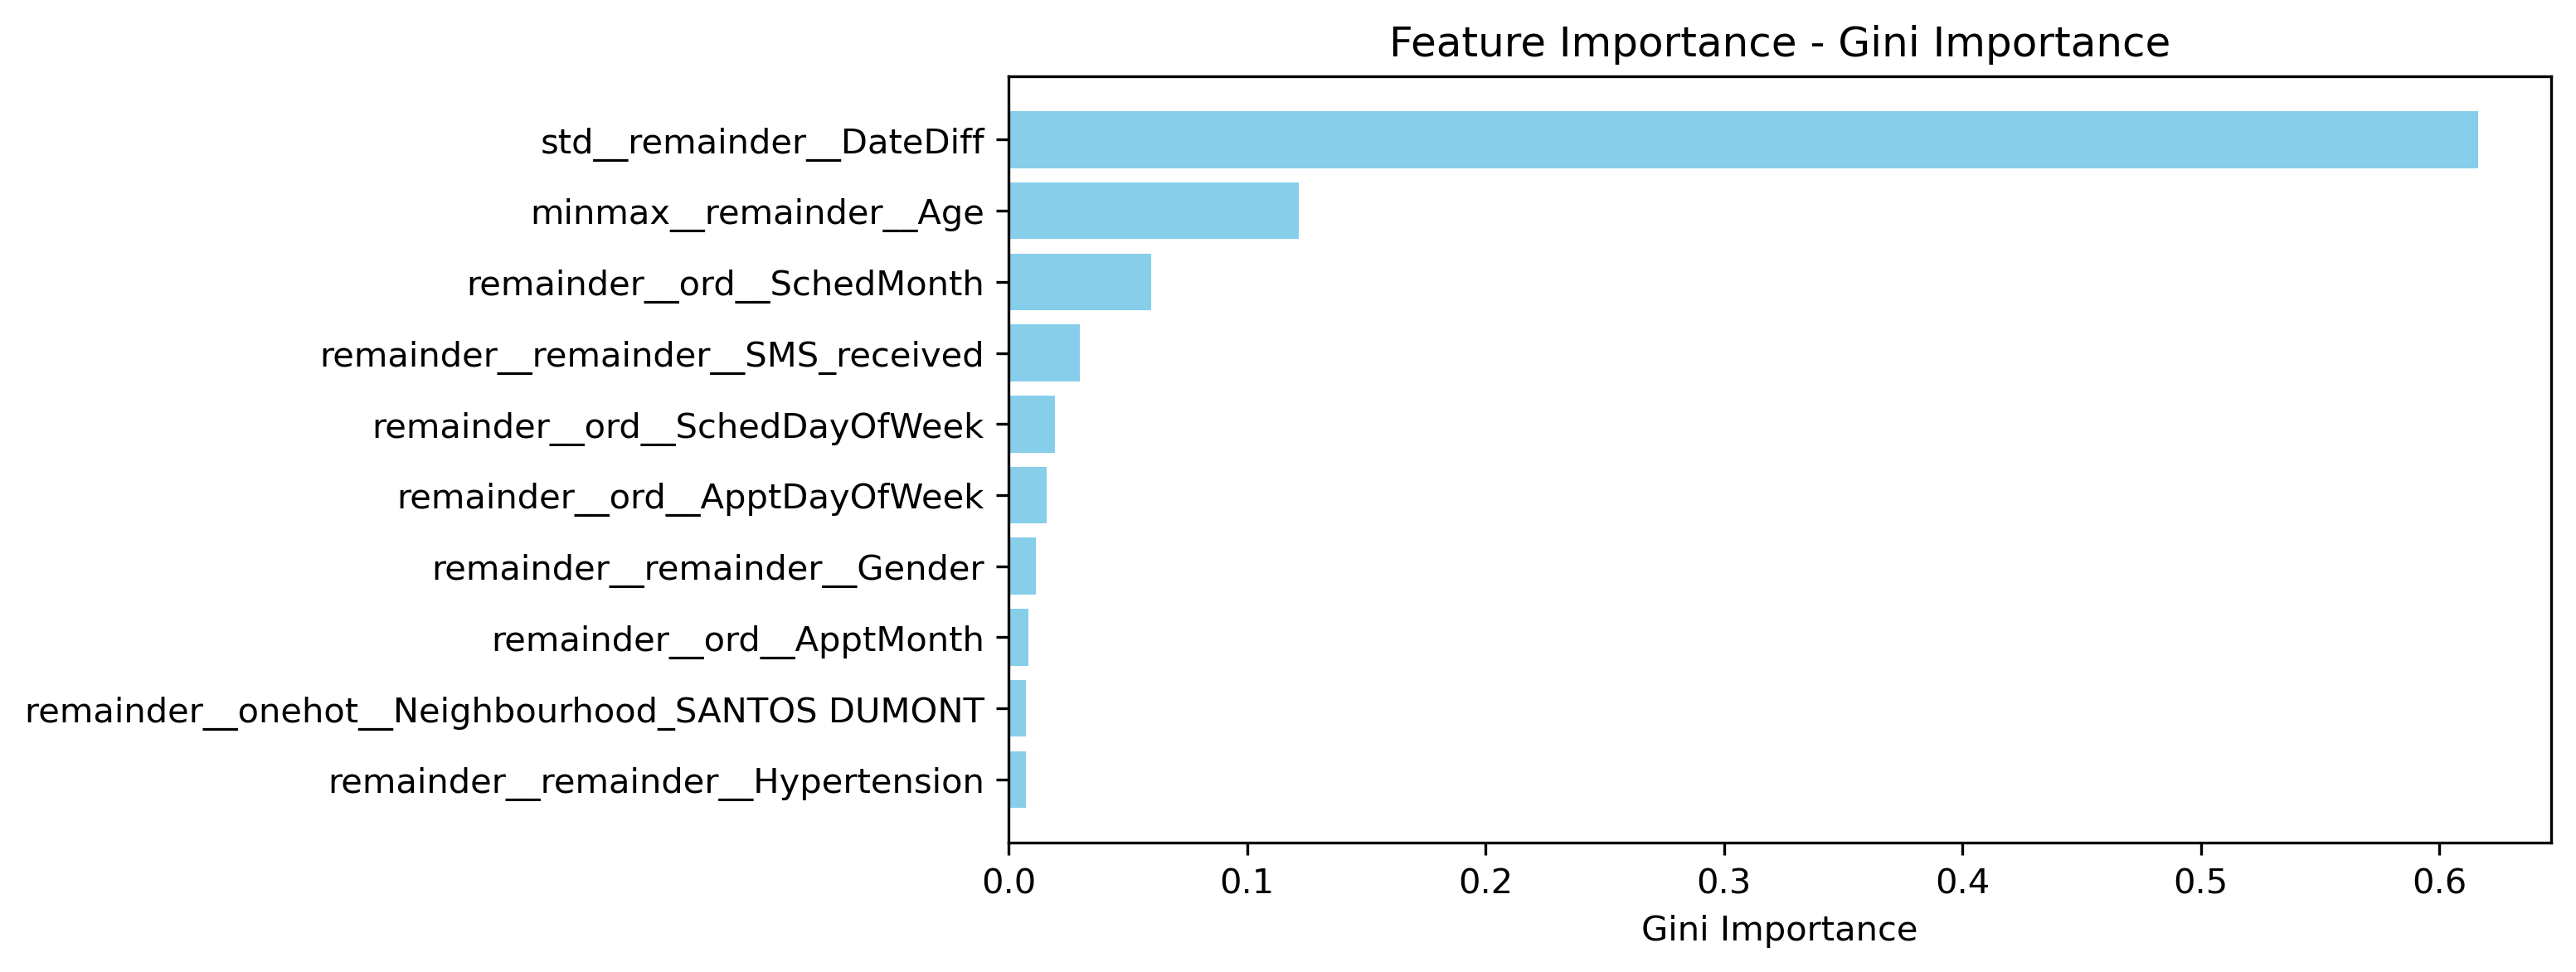 Feature Importance - Gini Importance
std__remainder__DateDiff
minmax__remainder__Age
remainder__ord__SchedMonth
remainder__remainder__SMS_received
remainder__ord__SchedDayOfWeek
remainder__ord__ApptDayOfWeek
remainder__remainder__Gender
remainder__ord__ApptMonth
remainder__onehot__Neighbourhood_SANTOS DUMONT
remainder__remainder__Hypertension
0.0 0.1 0.2 0.3 0.4 0.5 0.6
Gini Importance